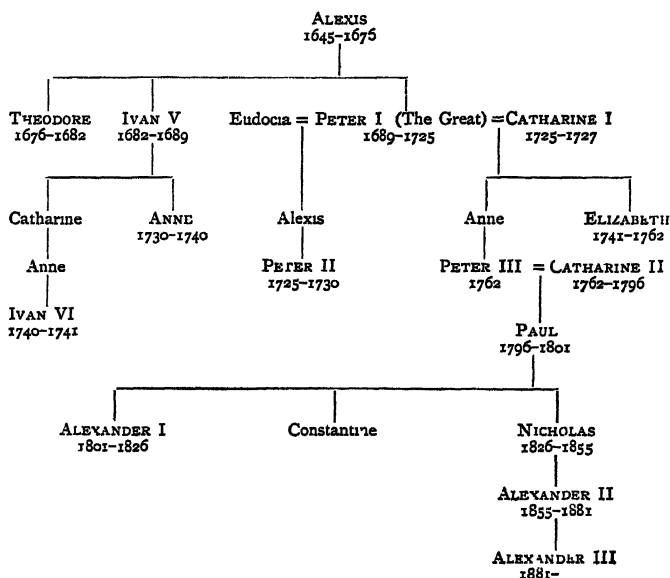 ALEXIS
1645–1676
THEODORE IVAN V Eudocia = PETER I (The Great) = CATHARINE I
1676–1682 1682–1689 1689–1725 1725–1727
Catharine ANNE Alexis Anne ELIZABETH
1730–1740 1741–1762
Anne PETER II PETER III = CATHARINE II
1725–1730 1762 1762–1796
IVAN VI
1740–1741
PAUL
1796–1801
ALEXANDER I Constantine NICHOLAS
1801–1826 1826–1855
ALEXANDER II
1855–1881
ALEXANDER III
1881–